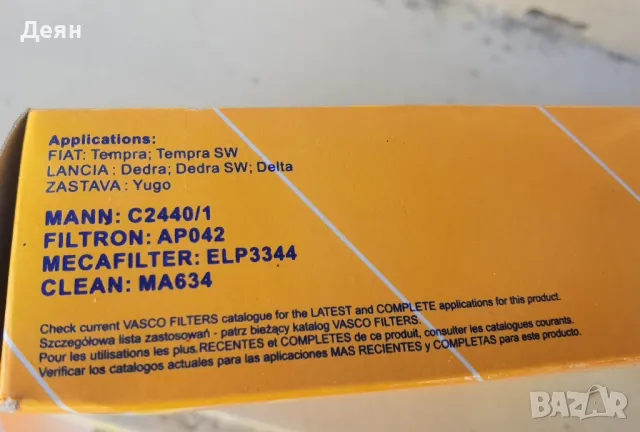 Деян
Applications:
FIAT: Tempra; Tempra SW
LANCIA : Dedra; Dedra SW; Delta
ZASTAVA : Yugo
MANN: C2440/1
FILTRON: AP042
MECAFILTER: ELP3344
CLEAN: MA634
Check current VASCO FILTERS catalogue for the LATEST and COMPLETE applications for this product.
Szczegółowa lista zastosowań - patrz bieżący katalog VASCO FILTERS.
Pour les utilisations les plus RECENTES et COMPLETES de ce produit, consulter les catalogues courants.
Verificar los catalogos actuales para las aplicaciones MAS RECIENTES y COMPLETAS para este producto.
BAZAR
bg